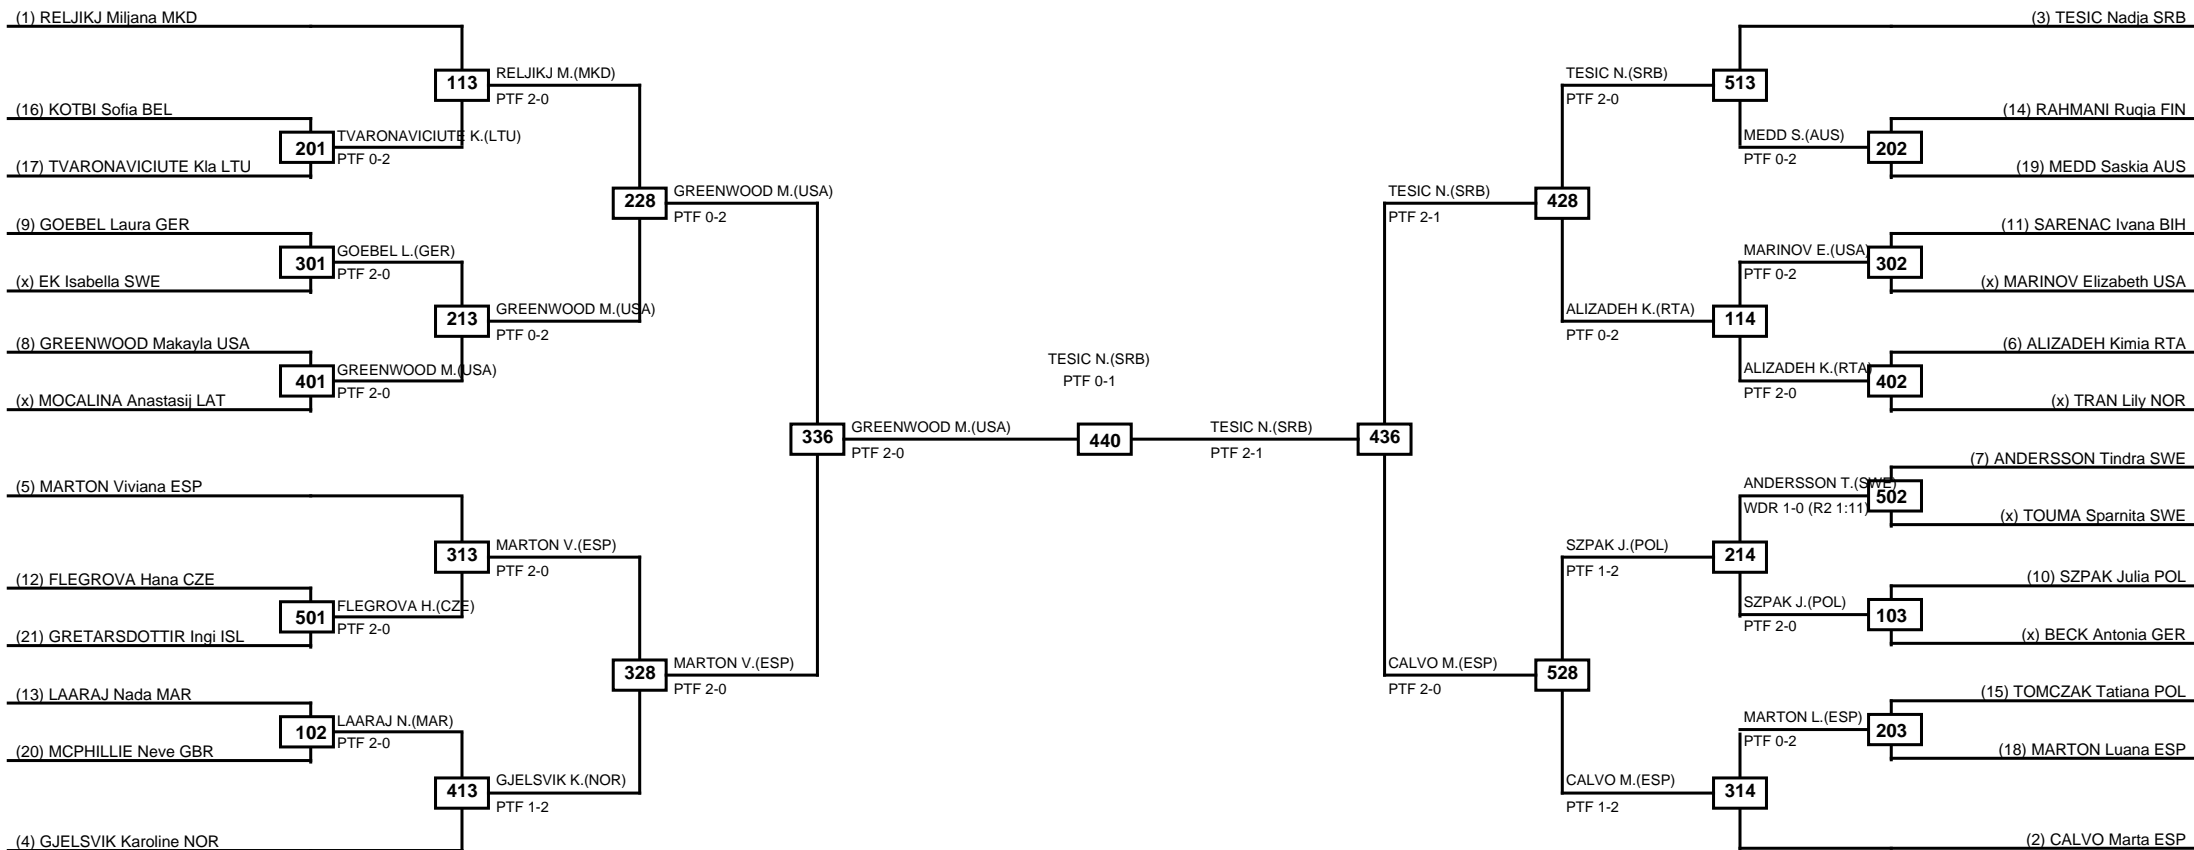 (1) RELJIKJ Miljana MKD
(16) KOTBI Sofia BEL
(17) TVARONAVICIUTE Kla LTU
(9) GOEBEL Laura GER
(x) EK Isabella SWE
(8) GREENWOOD Makayla USA
(x) MOCALINA Anastasij LAT
(5) MARTON Viviana ESP
(12) FLEGROVA Hana CZE
(21) GRETARSDOTTIR Ingi ISL
(13) LAARAJ Nada MAR
(20) MCPHILLIE Neve GBR
(4) GJELSVIK Karoline NOR
201
TVARONAVICIUTE K.(LTU)
PTF 0-2
301
GOEBEL L.(GER)
PTF 2-0
401
GREENWOOD M.(USA)
PTF 2-0
501
FLEGROVA H.(CZE)
PTF 2-0
102
LAARAJ N.(MAR)
PTF 2-0
113
RELJIKJ M.(MKD)
PTF 2-0
213
GREENWOOD M.(USA)
PTF 0-2
313
MARTON V.(ESP)
PTF 2-0
413
GJELSVIK K.(NOR)
PTF 1-2
228
GREENWOOD M.(USA)
PTF 0-2
328
MARTON V.(ESP)
PTF 2-0
336
GREENWOOD M.(USA)
PTF 2-0
TESIC N.(SRB)
PTF 0-1
440
TESIC N.(SRB)
PTF 2-1
436
TESIC N.(SRB)
PTF 2-1
428
CALVO M.(ESP)
PTF 2-0
528
TESIC N.(SRB)
PTF 2-0
513
ALIZADEH K.(RTA)
PTF 0-2
114
SZPAK J.(POL)
PTF 1-2
214
CALVO M.(ESP)
PTF 1-2
314
MEDD S.(AUS)
PTF 0-2
202
MARINOV E.(USA)
PTF 0-2
302
ALIZADEH K.(RTA)
PTF 2-0
402
ANDERSSON T.(SWE)
WDR 1-0 (R2 1:11)
502
SZPAK J.(POL)
PTF 2-0
103
MARTON L.(ESP)
PTF 0-2
203
(3) TESIC Nadja SRB
(14) RAHMANI Ruqia FIN
(19) MEDD Saskia AUS
(11) SARENAC Ivana BIH
(x) MARINOV Elizabeth USA
(6) ALIZADEH Kimia RTA
(x) TRAN Lily NOR
(7) ANDERSSON Tindra SWE
(x) TOUMA Sparnita SWE
(10) SZPAK Julia POL
(x) BECK Antonia GER
(15) TOMCZAK Tatiana POL
(18) MARTON Luana ESP
(2) CALVO Marta ESP